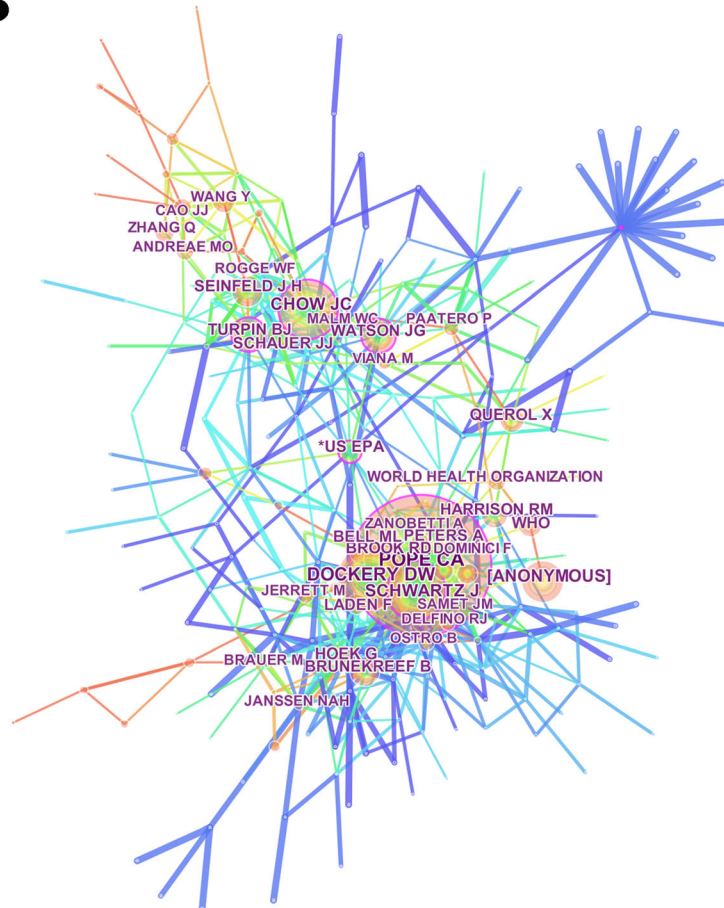 WANG Y
CAO JJ
ZHANG Q
ANDREAE MO
ROGGE WF
SEINFELD J H
CHOW JC
MALM WC
PAATERO P
TURPIN BJ
WATSON JG
SCHAUER JJ
VIANA M
QUEROL X
*US EPA
WORLD HEALTH ORGANIZATION
HARRISON RM
ZANOBETTI A
WHO
BELL ML
PETERS A
BROOK RD
DOMINICI F
POPE CA
DOCKERY DW
[ANONYMOUS]
JERRETT M
SCHWARTZ J
LADEN F
SAMET JM
DELFINO RJ
OSTRO B
HOEK G
BRAUER M
BRUNEKREEF B
JANSSEN NAH